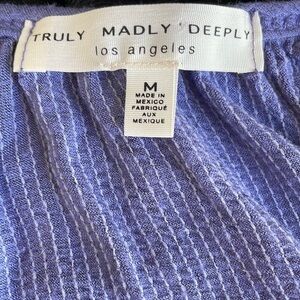 TRULY MADLY DEEPLY
los angeles
M
MADE IN
MEXICO
FABRIQUÉ
AUX
MEXIQUE